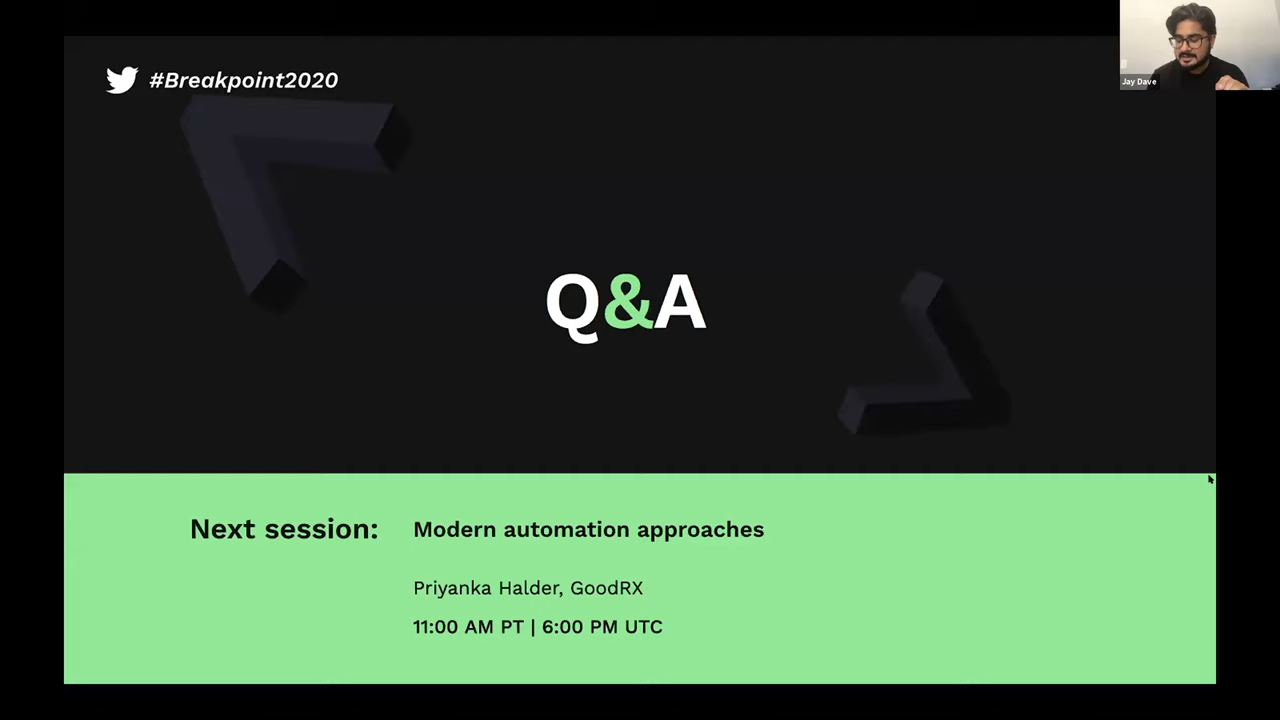 #Breakpoint2020
Jay Dave
Q&A
Next session:
Modern automation approaches
Priyanka Halder, GoodRX
11:00 AM PT | 6:00 PM UTC